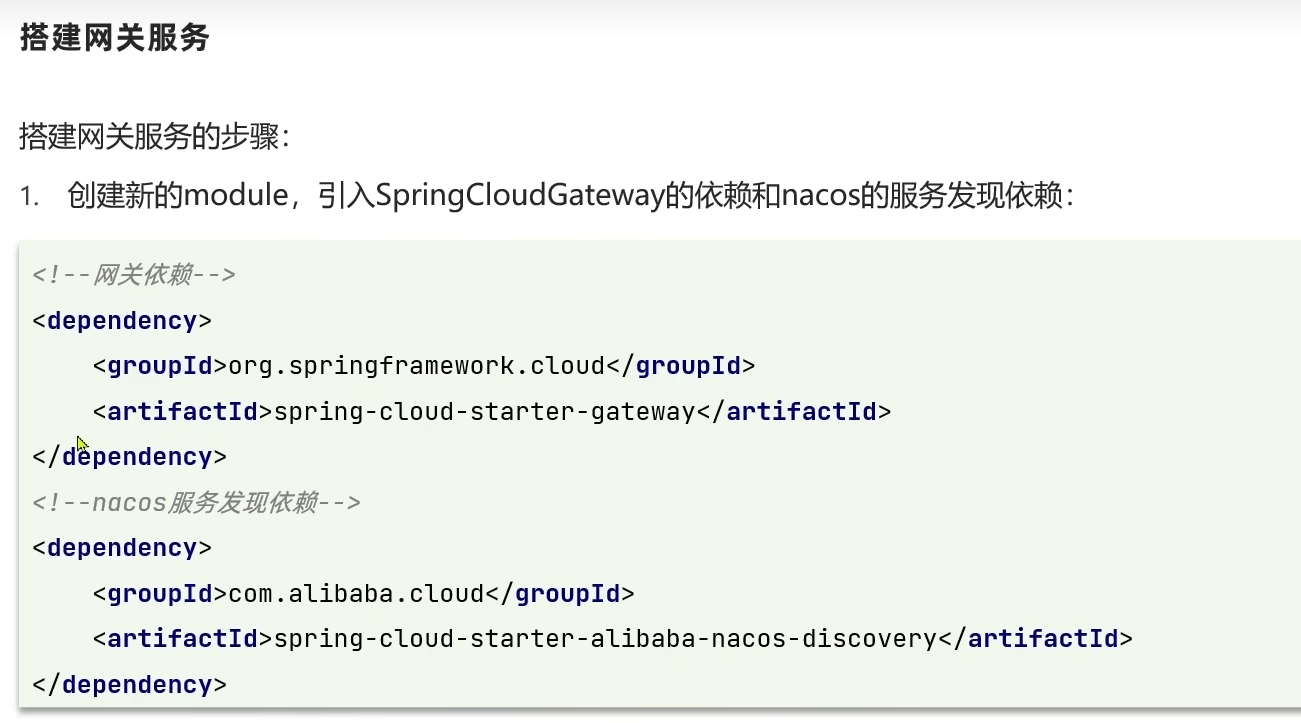 搭建网关服务
搭建网关服务的步骤：
1. 创建新的module，引入SpringCloudGateway的依赖和nacos的服务发现依赖：
<!--网关依赖-->
<dependency>
    <groupId>org.springframework.cloud</groupId>
    <artifactId>spring-cloud-starter-gateway</artifactId>
</dependency>
<!--nacos服务发现依赖-->
<dependency>
    <groupId>com.alibaba.cloud</groupId>
    <artifactId>spring-cloud-starter-alibaba-nacos-discovery</artifactId>
</dependency>